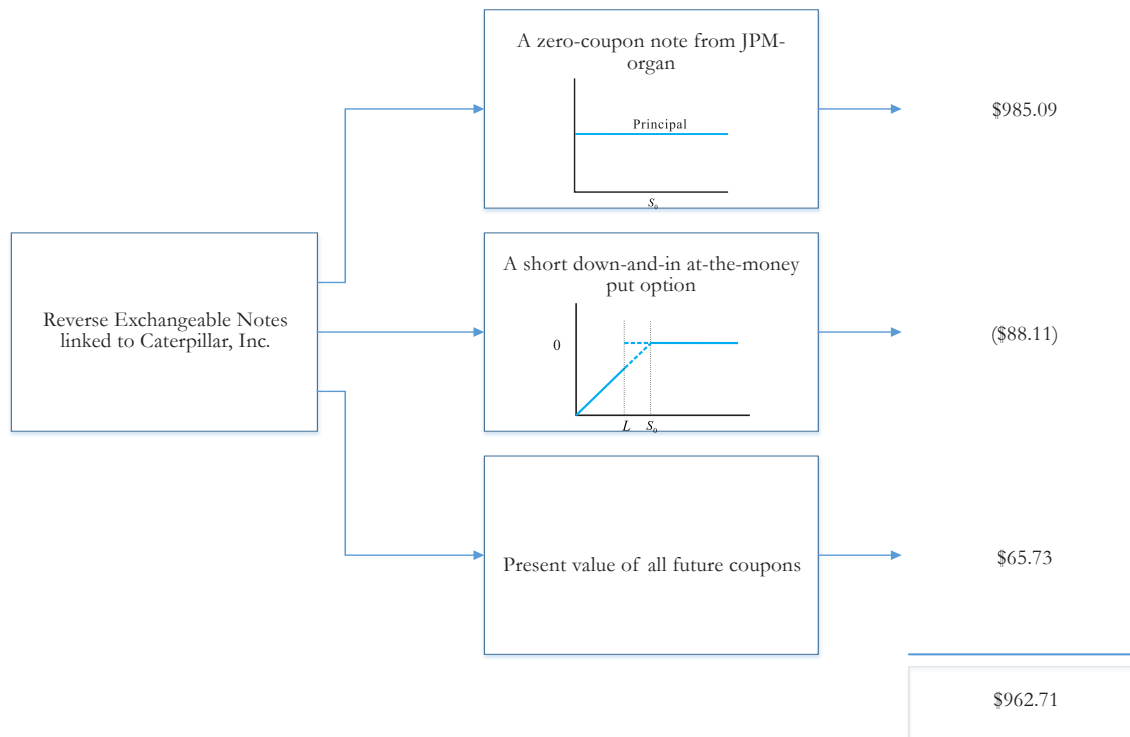 A zero-coupon note from JPM-
organ
Principal
S₀
$985.09
Reverse Exchangeable Notes
linked to Caterpillar, Inc.
A short down-and-in at-the-money
put option
0
L S₀
($88.11)
Present value of all future coupons
$65.73
$962.71